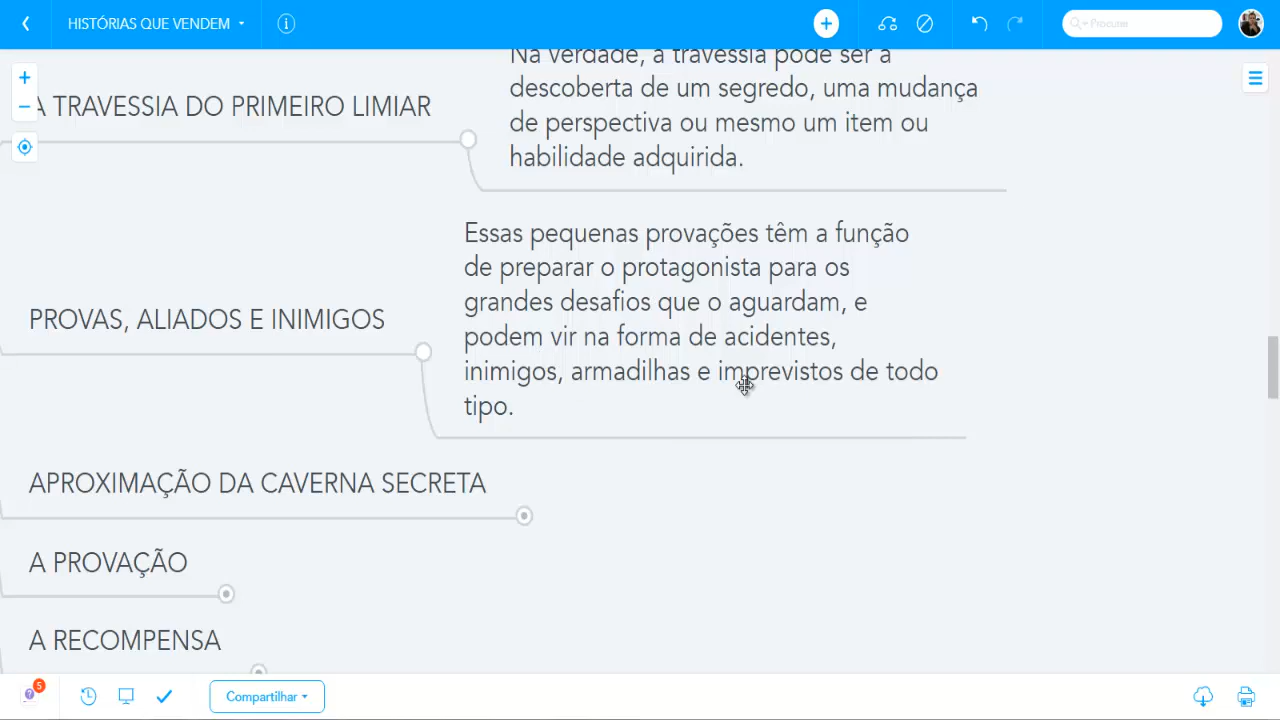 HISTÓRIAS QUE VENDEM
Procurar
Na verdade, a travessia pode ser a
descoberta de um segredo, uma mudança
de perspectiva ou mesmo um item ou
habilidade adquirida.
A TRAVESSIA DO PRIMEIRO LIMIAR
Essas pequenas provações têm a função
de preparar o protagonista para os
grandes desafios que o aguardam, e
podem vir na forma de acidentes,
inimigos, armadilhas e imprevistos de todo
tipo.
PROVAS, ALIADOS E INIMIGOS
APROXIMAÇÃO DA CAVERNA SECRETA
A PROVAÇÃO
A RECOMPENSA
5
Compartilhar